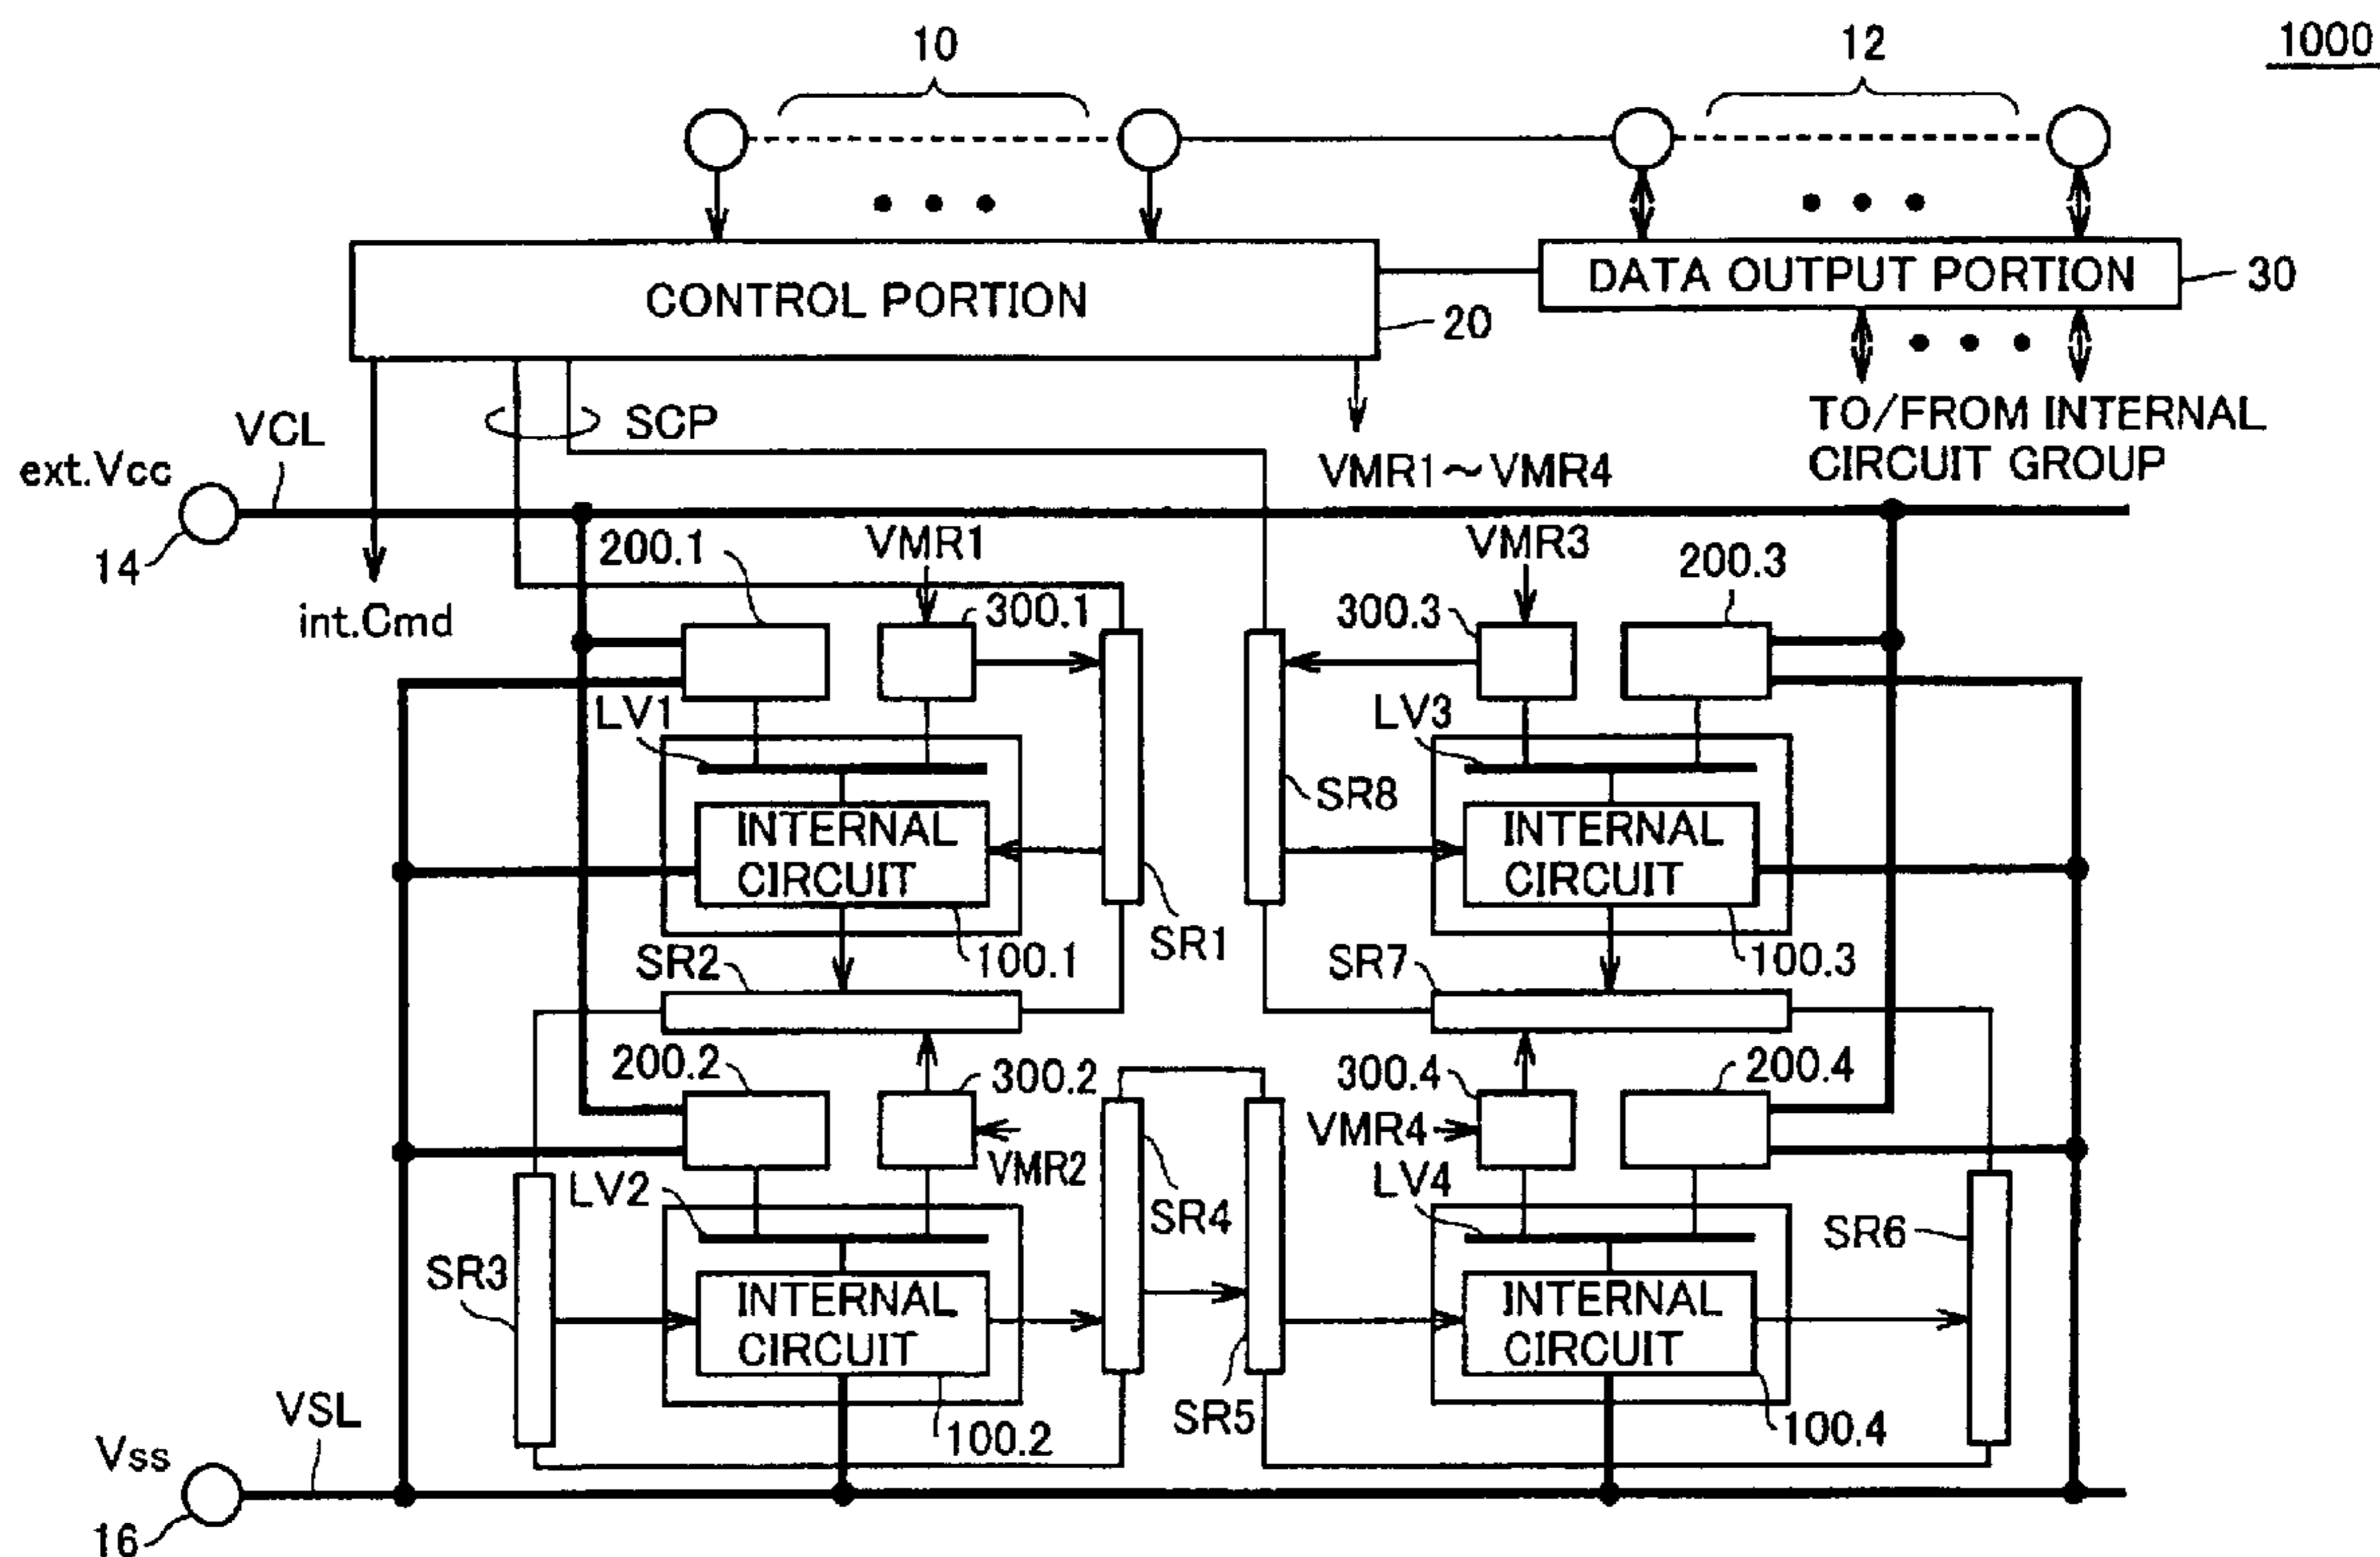 1000
10
12
CONTROL PORTION
20
DATA OUTPUT PORTION
30
SCP
TO/FROM INTERNAL
CIRCUIT GROUP
VMR1～VMR4
VCL
ext.Vcc
14
int.Cmd
200.1
VMR1
300.1
VMR3
300.3
200.3
LV1
LV3
INTERNAL
CIRCUIT
SR8
INTERNAL
CIRCUIT
SR1
100.1
100.3
SR2
SR7
200.2
300.2
300.4
200.4
VMR2
VMR4
LV2
LV4
SR4
SR6
SR3
INTERNAL
CIRCUIT
INTERNAL
CIRCUIT
SR5
100.2
100.4
VSL
Vss
16